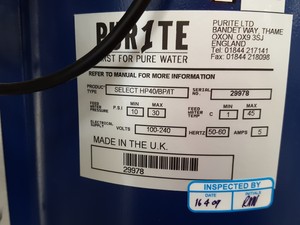 PUR1TE
FAST FOR PURE WATER
PURITE LTD
BANDET WAY, THAME
OXON. OX9 3SJ
ENGLAND
Tel: 01844 217141
Fax: 01844 218098
REFER TO MANUAL FOR MORE INFORMATION
PRODUCT TYPE SELECT HP40/BP/IT SERIAL NO 29978
FEED WATER PRESSURE P.S.I MIN 10 MAX 30 FEED WATER TEMP C MIN 1 MAX 45
ELECTRICAL SUPPLY VOLTS 100-240 HERTZ 50-60 AMPS 5
MADE IN THE U.K.
29978
INSPECTED BY
DATE INITIALS
16 4 09